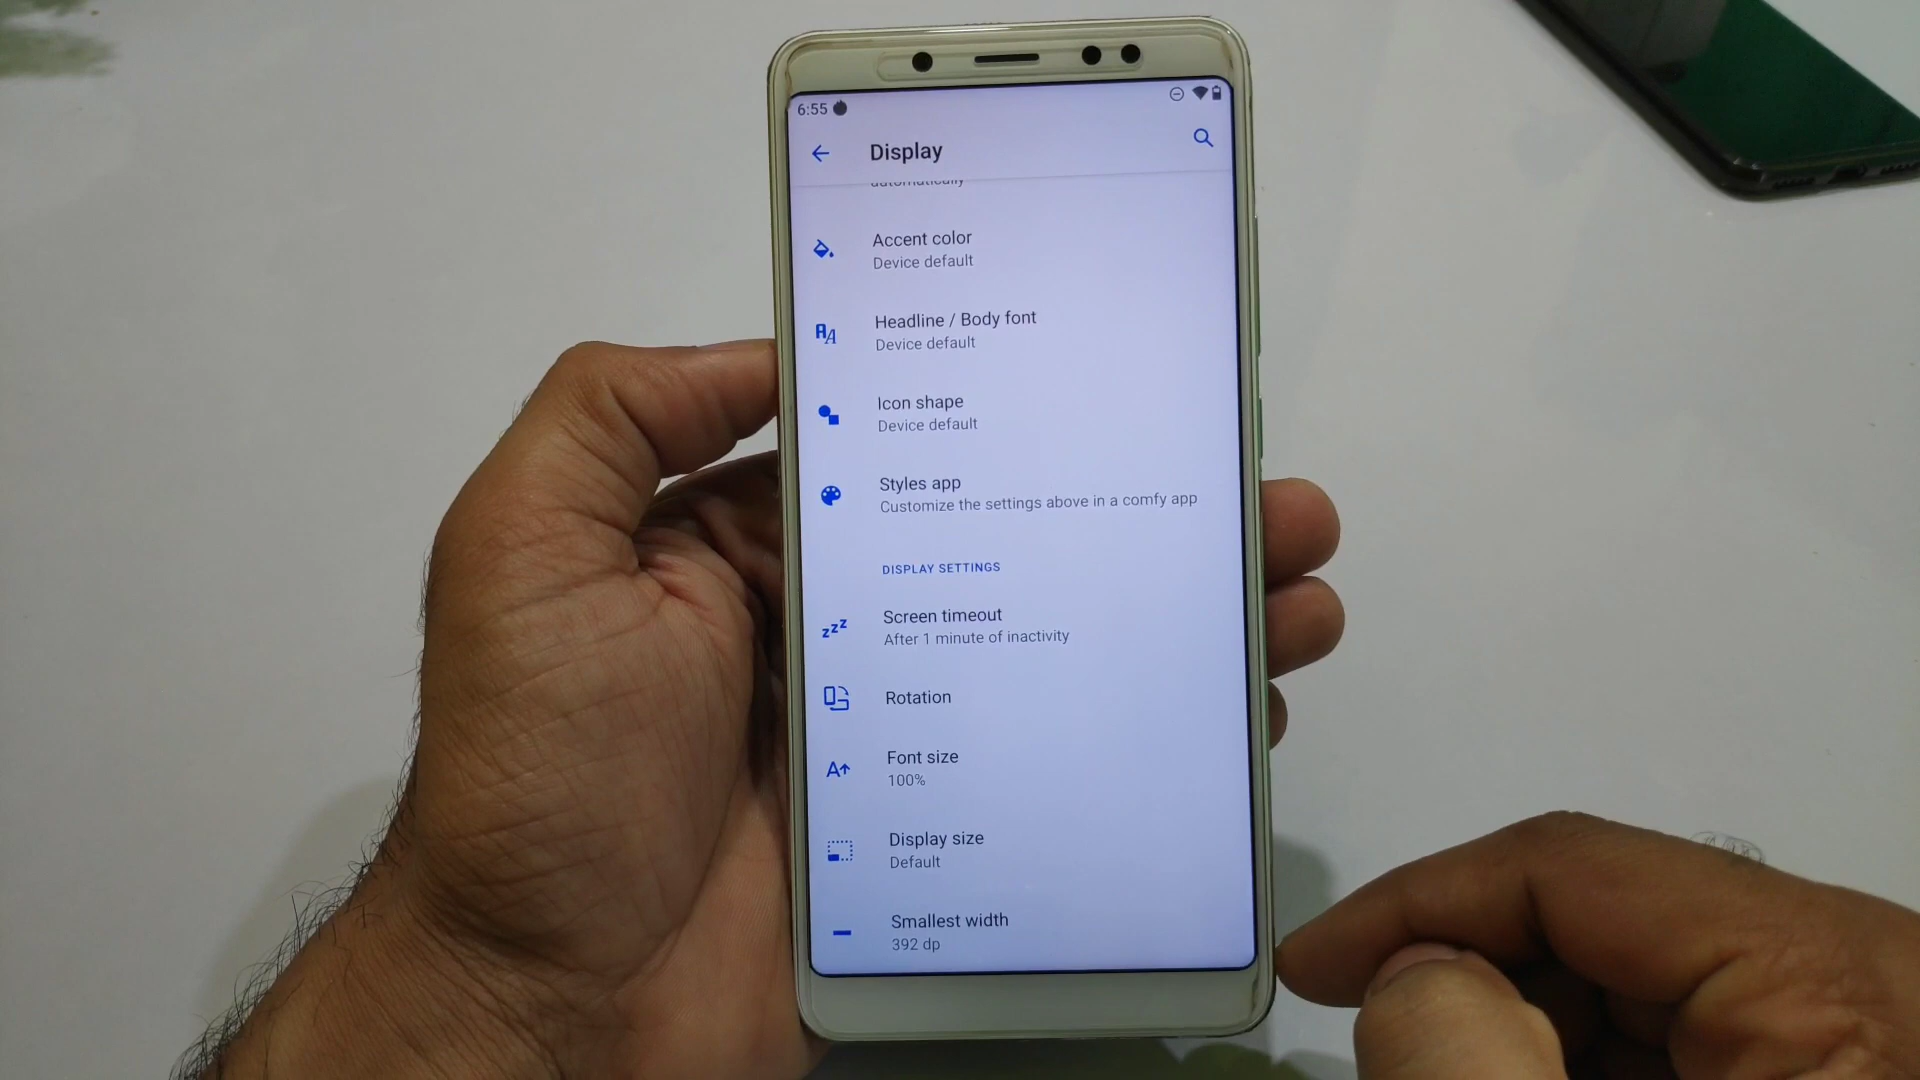 6:55
Display
automatically
Accent color
Device default
Headline / Body font
Device default
Icon shape
Device default
Styles app
Customize the settings above in a comfy app
DISPLAY SETTINGS
Screen timeout
After 1 minute of inactivity
Rotation
Font size
100%
Display size
Default
Smallest width
392 dp